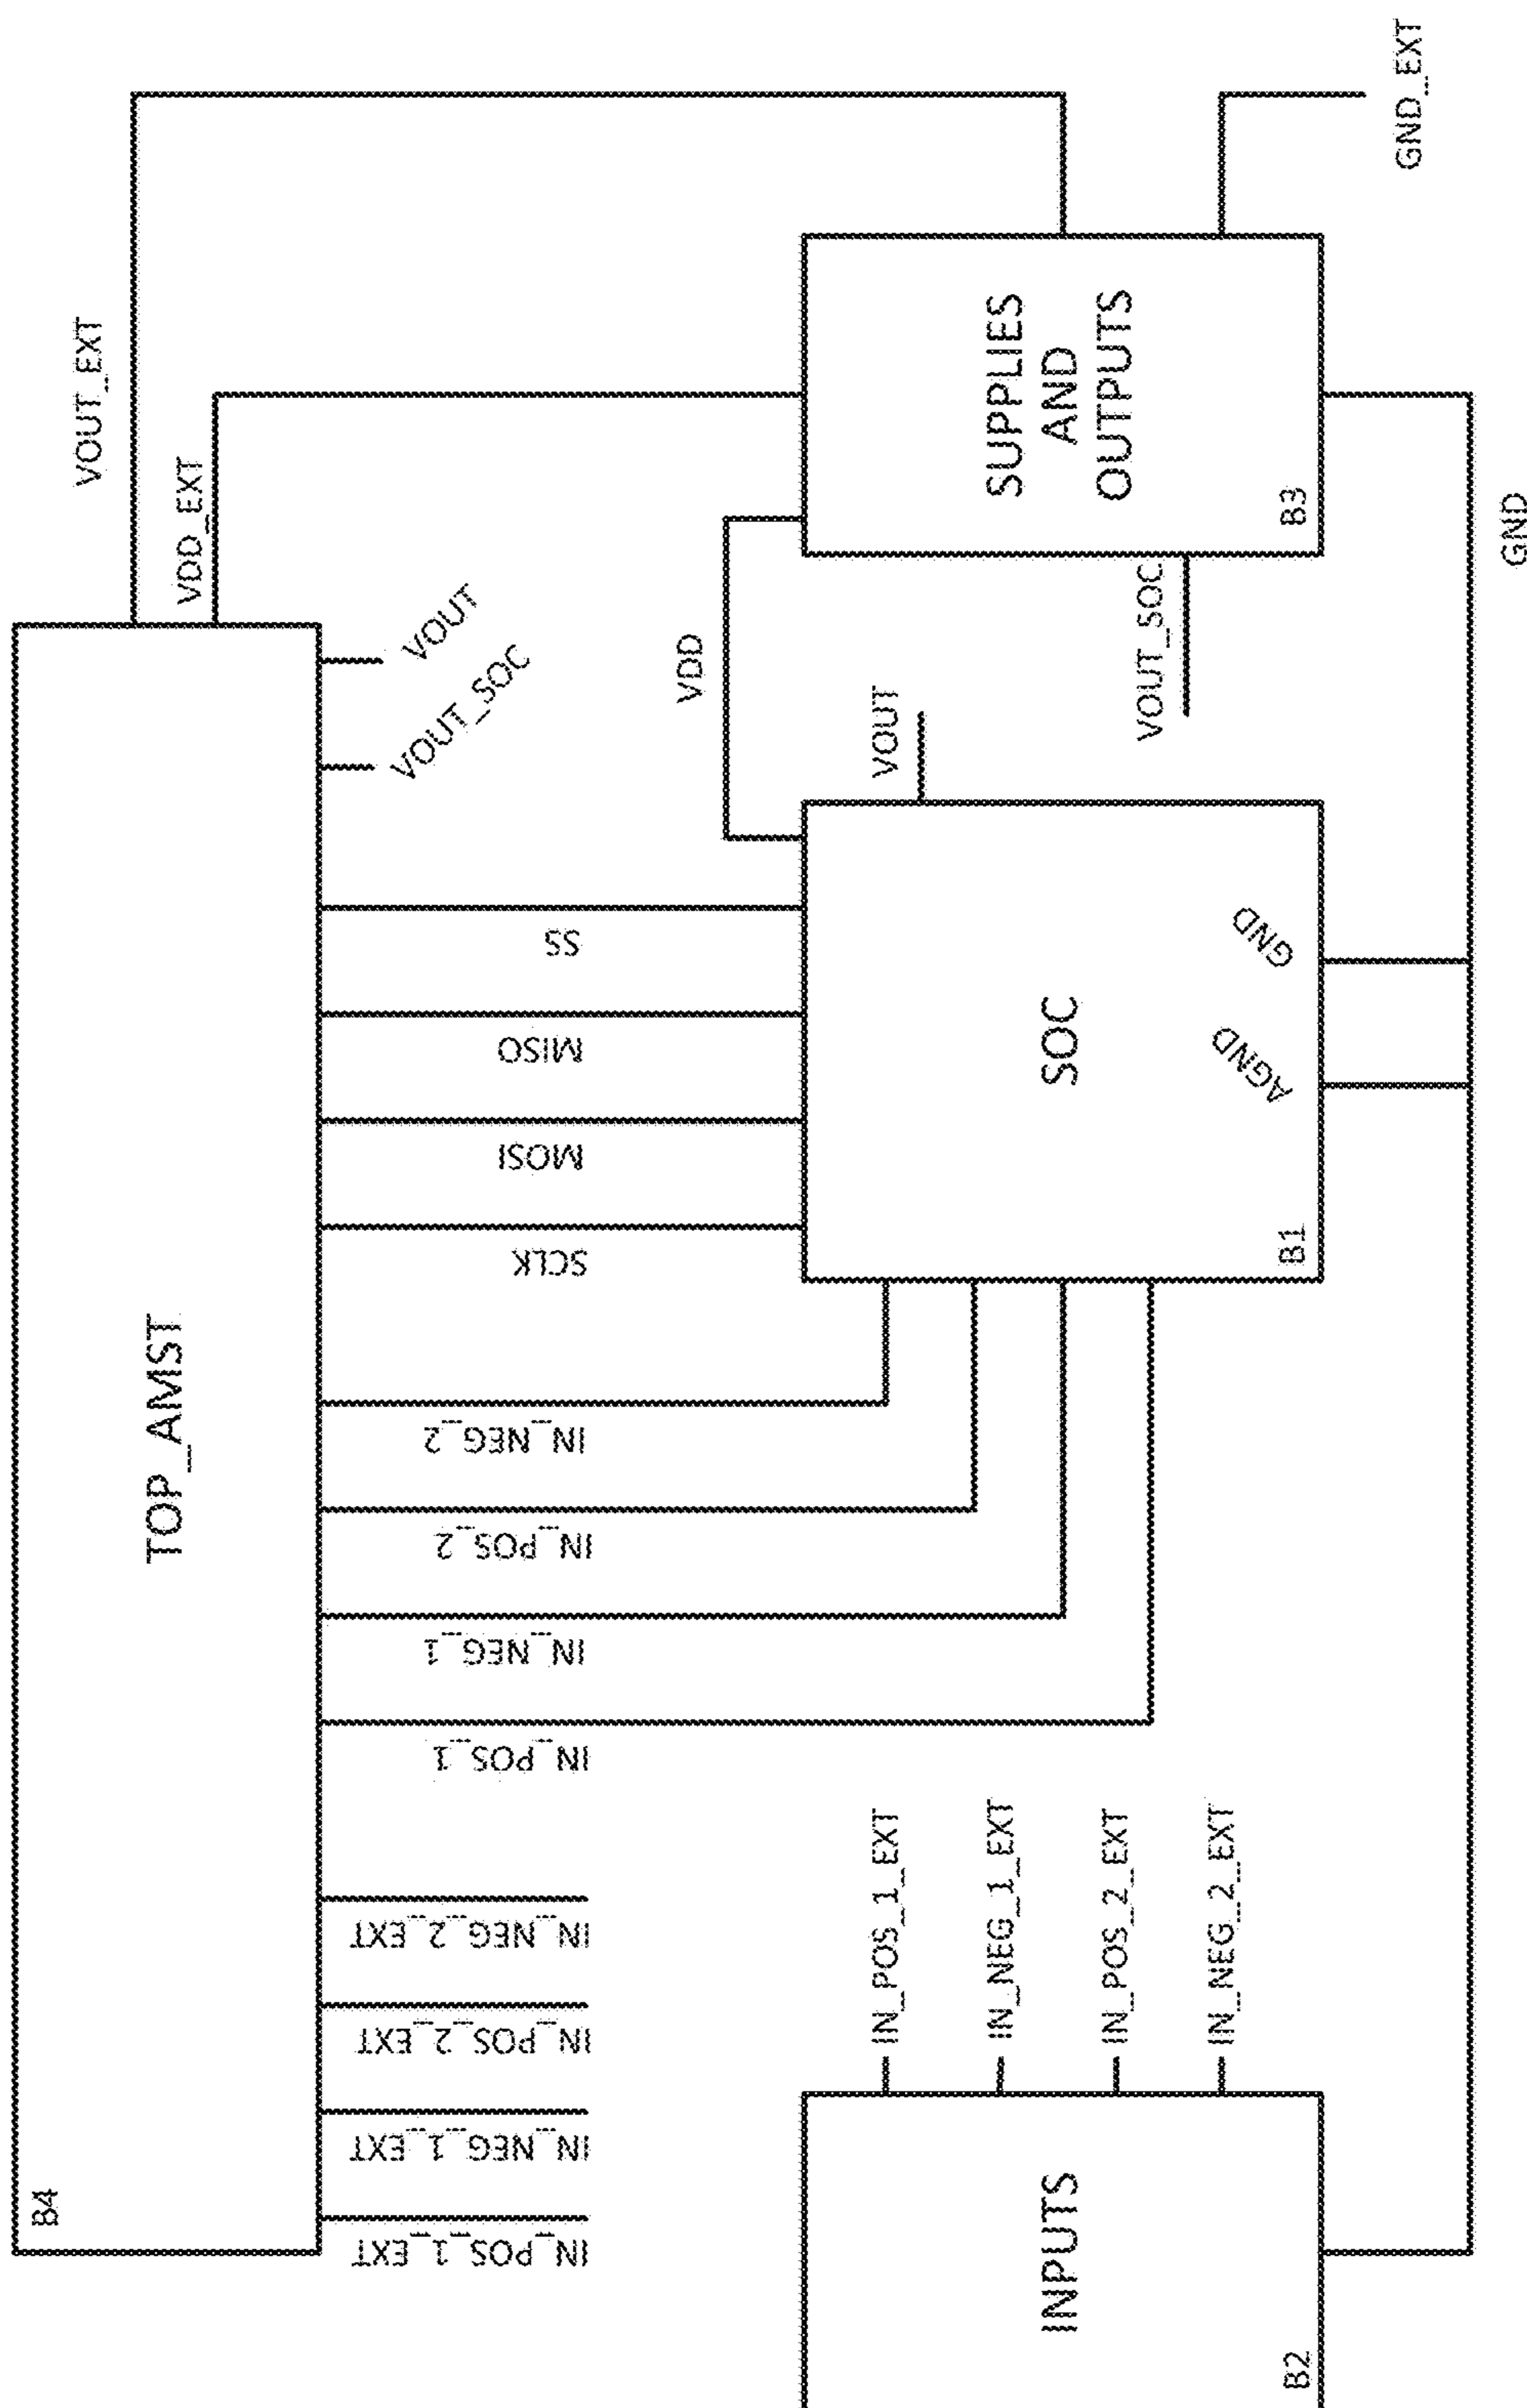 B4
TOP_AMST
VOUT_EXT
VDD_EXT
IN_POS_1_EXT
IN_NEG_1_EXT
IN_POS_2_EXT
IN_NEG_2_EXT
IN_POS_1
IN_NEG_1
IN_POS_2
IN_NEG_2
SCLK
MOSI
MISO
SS
VOUT_SOC
VOUT
VDD
INPUTS
B2
IN_POS_1_EXT
IN_NEG_1_EXT
IN_POS_2_EXT
IN_NEG_2_EXT
SOC
B1
AGND
GND
VOUT
VOUT_SOC
SUPPLIES
AND
OUTPUTS
B3
GND_EXT
GND